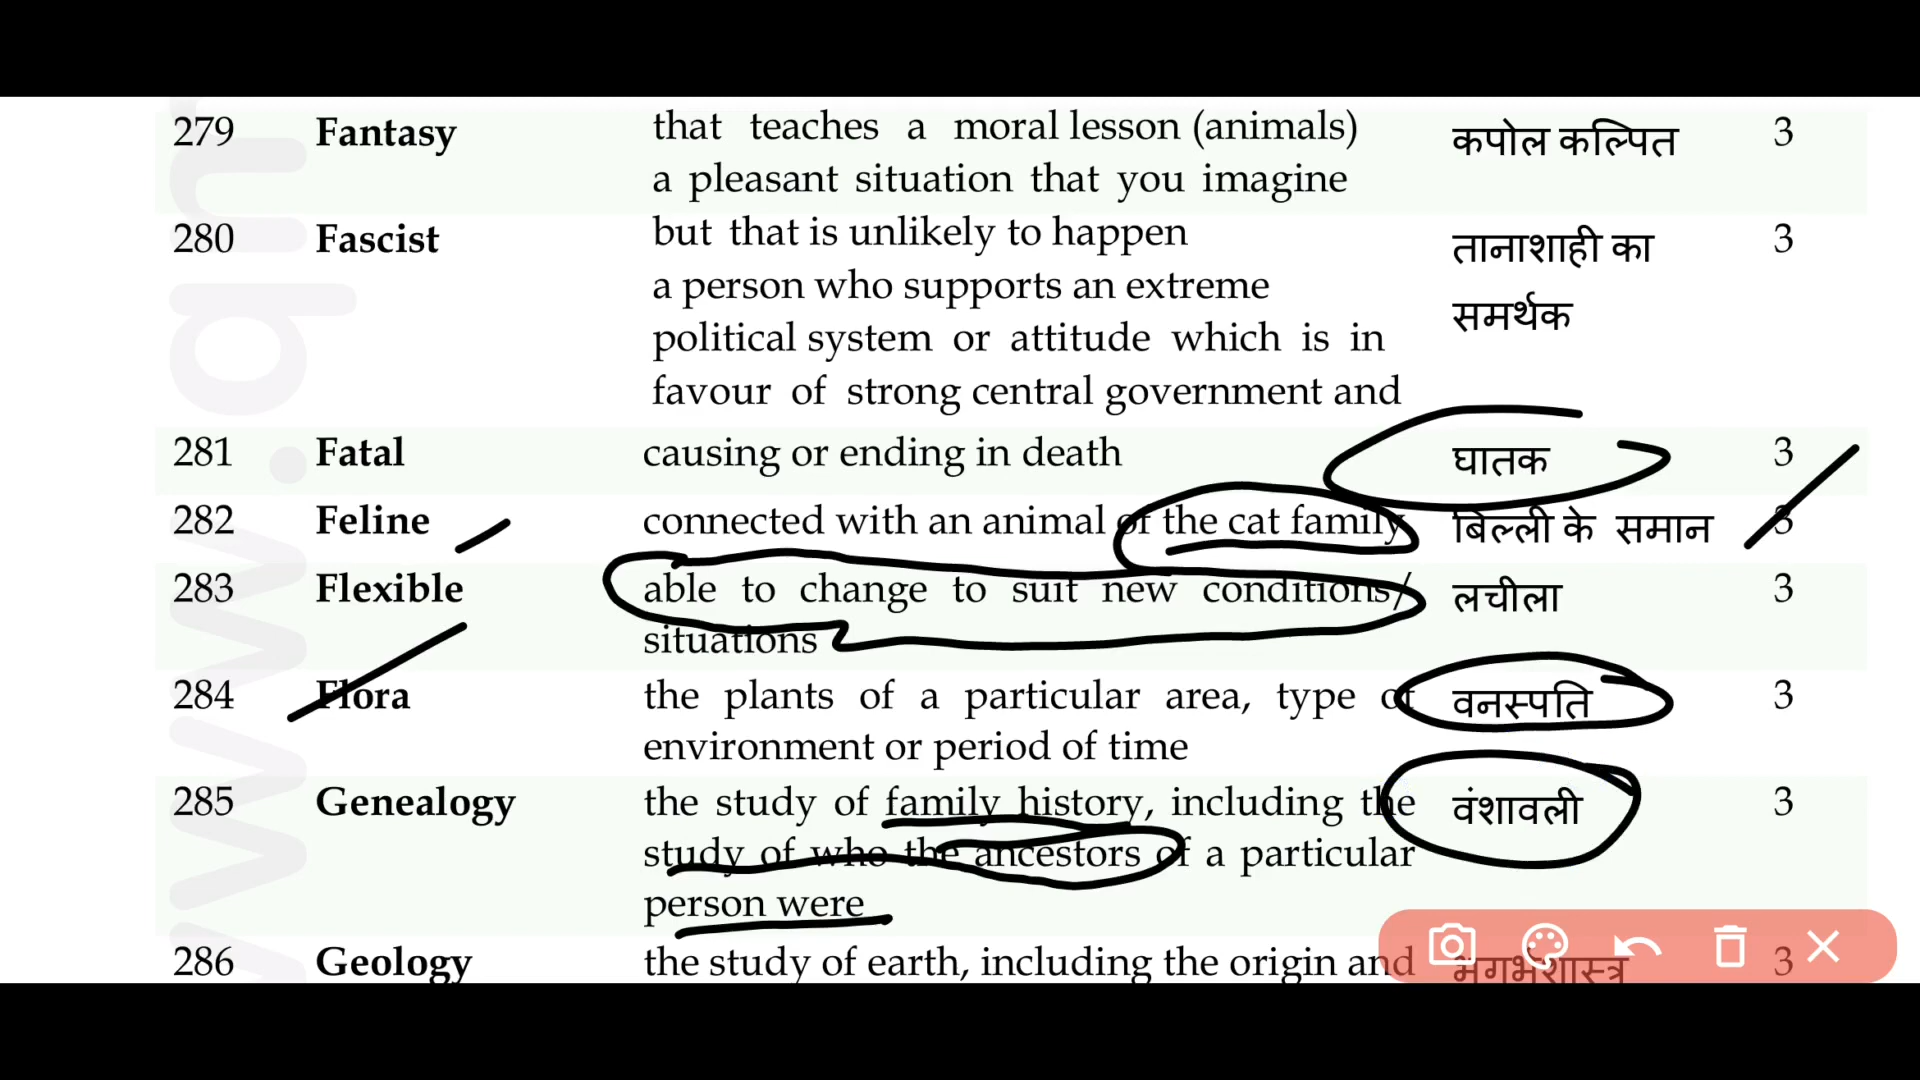 279 Fantasy that teaches a moral lesson (animals) कपोल कल्पित 3
a pleasant situation that you imagine
280 Fascist but that is unlikely to happen तानाशाही का 3
a person who supports an extreme समर्थक
political system or attitude which is in
favour of strong central government and
281 Fatal causing or ending in death घातक 3
282 Feline connected with an animal of the cat family बिल्ली के समान 3
283 Flexible able to change to suit new conditions/ लचीला 3
situations
284 Flora the plants of a particular area, type of वनस्पति 3
environment or period of time
285 Genealogy the study of family history, including the वंशावली 3
study of who the ancestors of a particular
person were
286 Geology the study of earth, including the origin and भूगर्भशास्त्र 3